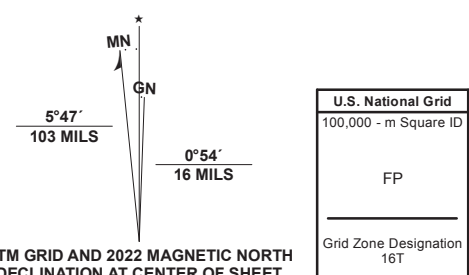 MN
GN
5°47´
103 MILS
0°54´
16 MILS
TM GRID AND 2022 MAGNETIC NORTH
DECLINATION AT CENTER OF SHEET
U.S. National Grid
100,000 - m Square ID
FP
Grid Zone Designation
16T